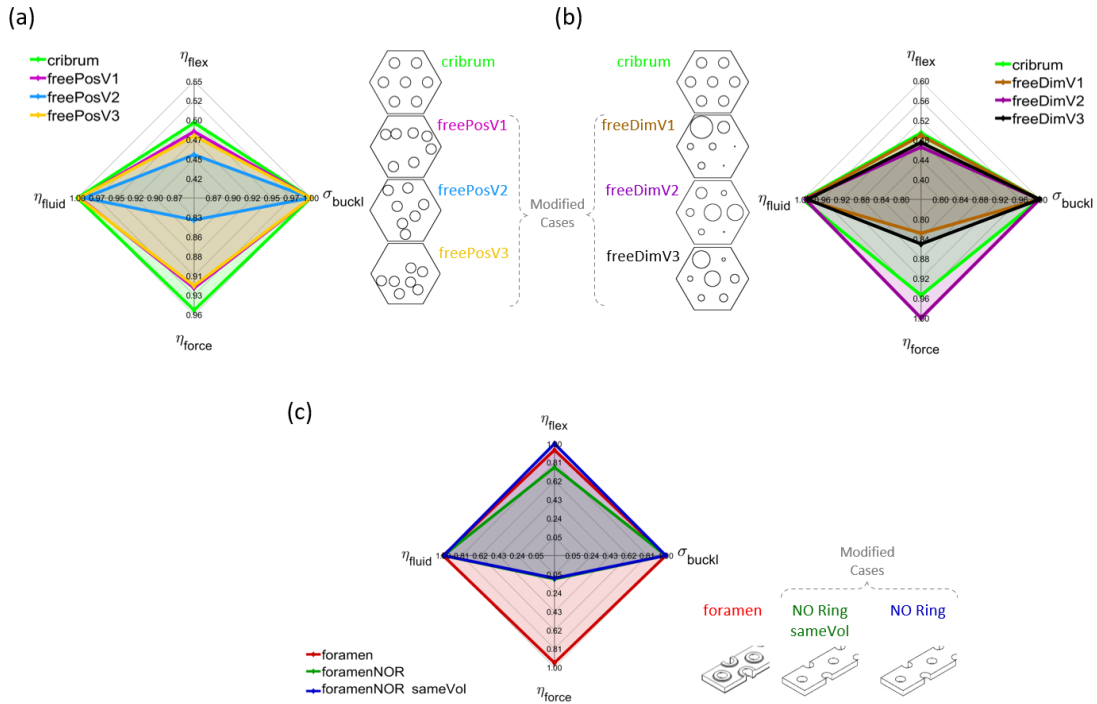 (a)
η_flex
cribrum
freePosV1
freePosV2
freePosV3
0.55
0.52
0.50
0.47
0.45
0.42
η_fluid
1.00 0.97 0.95 0.92 0.90 0.87
0.87 0.90 0.92 0.95 0.97 1.00
σ_buckl
0.83
0.86
0.88
0.91
0.93
0.96
η_force
cribrum
freePosV1
freePosV2
freePosV3
Modified
Cases
(b)
cribrum
freeDimV1
freeDimV2
freeDimV3
η_flex
cribrum
freeDimV1
freeDimV2
freeDimV3
0.60
0.56
0.52
0.48
0.44
η_fluid
0.96 0.92 0.88 0.84 0.80
0.80 0.84 0.88 0.92 0.96
σ_buckl
0.80
0.84
0.92
0.96
1.00
η_force
(c)
η_flex
1.00
0.81
0.62
0.43
0.24
0.05
η_fluid
1.00 0.81 0.62 0.43 0.24 0.05
0.05 0.24 0.43 0.62 0.81 1.00
σ_buckl
0.05
0.24
0.43
0.62
0.81
1.00
η_force
foramen
foramenNOR
foramenNOR sameVol
Modified
Cases
foramen
NO Ring
sameVol
NO Ring